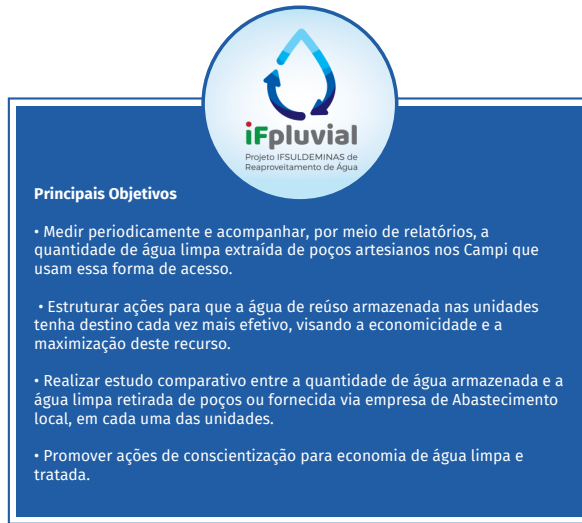 iFpluvial
Projeto IFSULDEMINAS de
Reaproveitamento de Água
Principais Objetivos
• Medir periodicamente e acompanhar, por meio de relatórios, a
quantidade de água limpa extraída de poços artesianos nos Campi que
usam essa forma de acesso.
• Estruturar ações para que a água de reúso armazenada nas unidades
tenha destino cada vez mais efetivo, visando a economicidade e a
maximização deste recurso.
• Realizar estudo comparativo entre a quantidade de água armazenada e a
água limpa retirada de poços ou fornecida via empresa de Abastecimento
local, em cada uma das unidades.
• Promover ações de conscientização para economia de água limpa e
tratada.